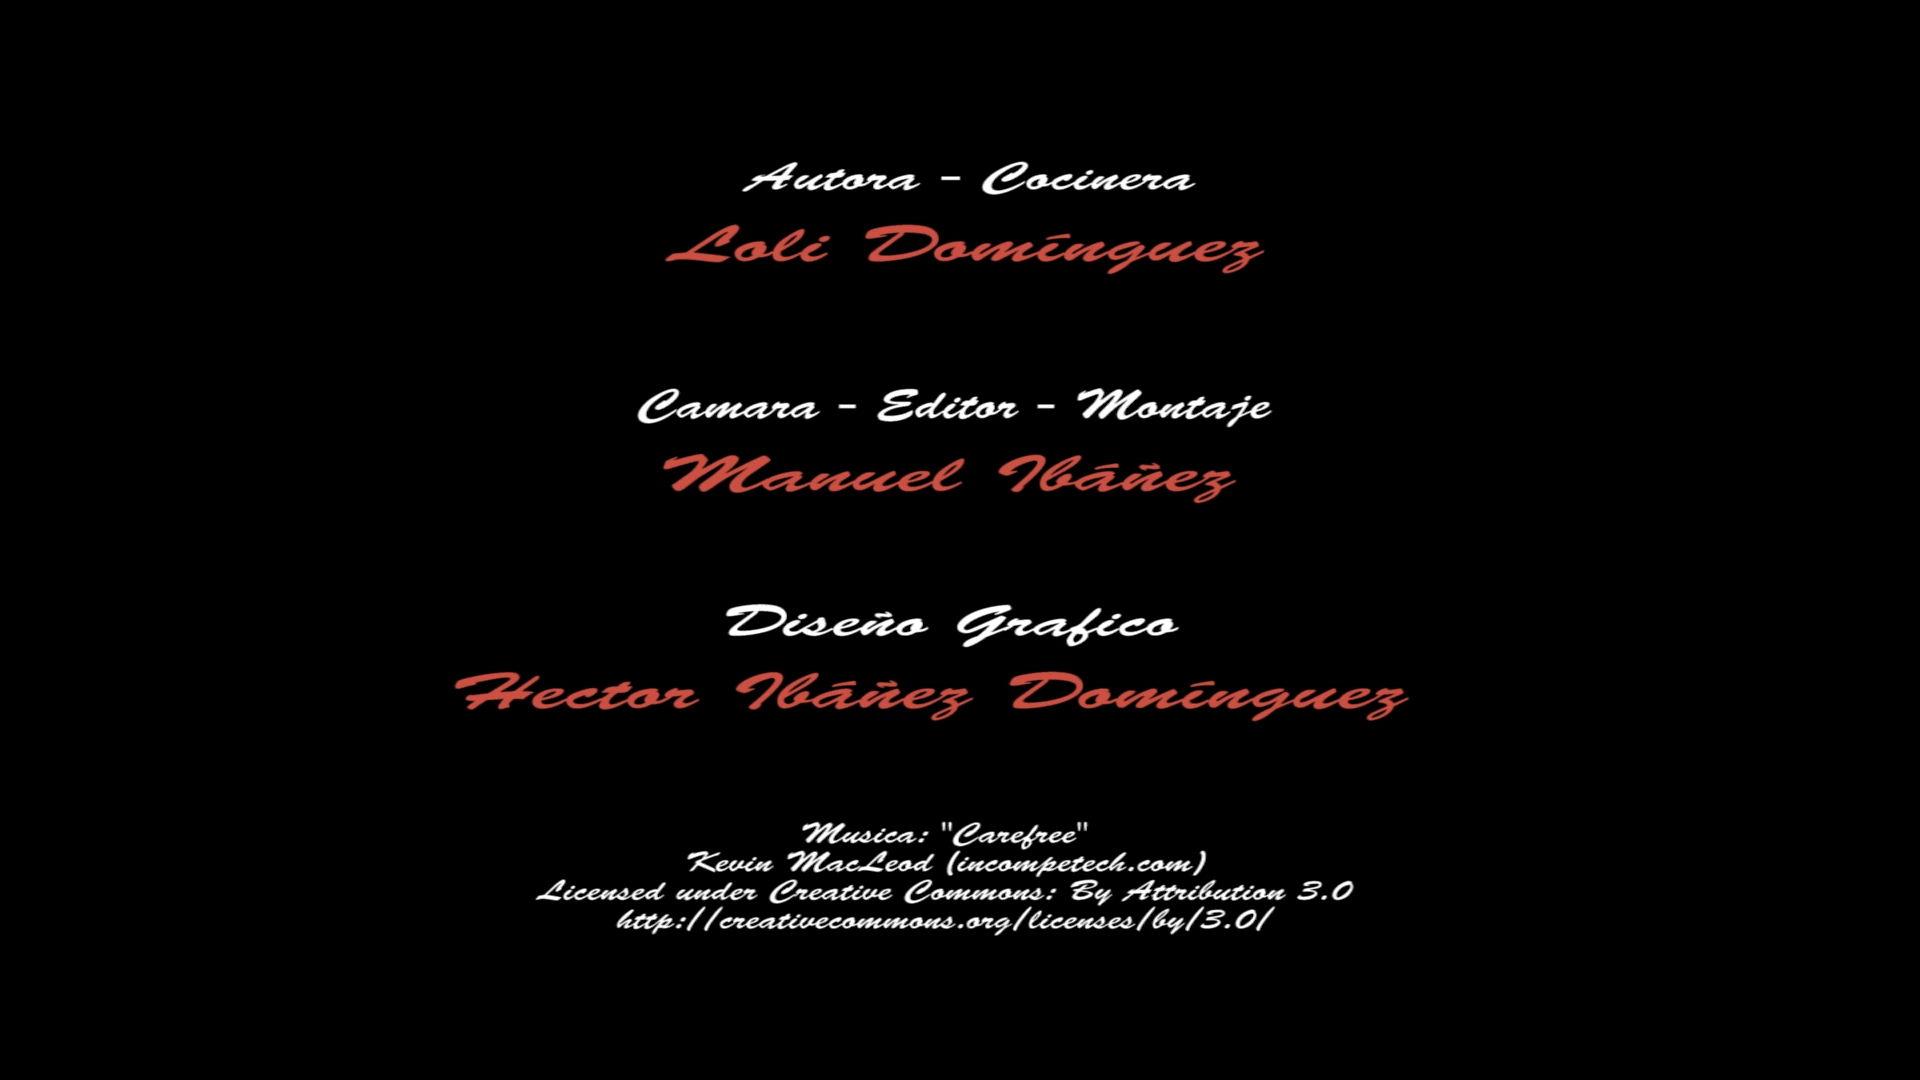 Autora - Cocinera
Loli Domínguez
Camara - Editor - Montaje
Manuel Ibáñez
Diseño Grafico
Hector Ibáñez Domínguez
Musica: "Carefree"
Kevin MacLeod (incompetech.com)
Licensed under Creative Commons: By Attribution 3.0
http://creativecommons.org/licenses/by/3.0/